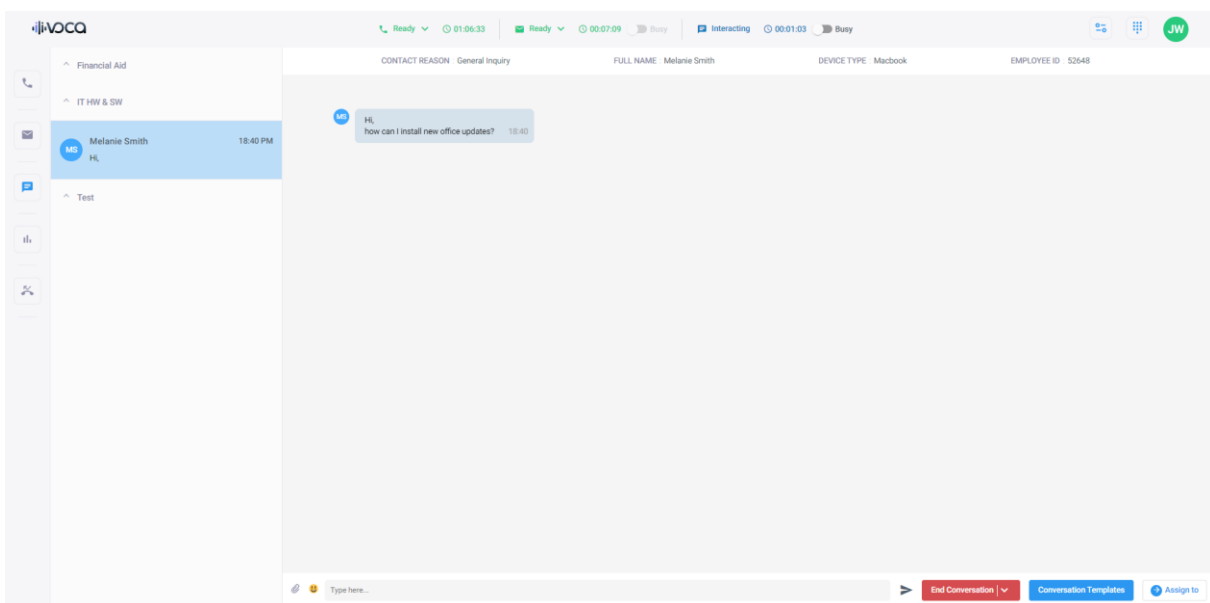 VOCA
Ready 01:06:33 Ready 00:07:09 Busy Interacting 00:01:03 Busy
JW
Financial Aid
IT HW & SW
MS Melanie Smith 18:40 PM
Hi,
Test
CONTACT REASON General Inquiry FULL NAME Melanie Smith DEVICE TYPE Macbook EMPLOYEE ID 52648
MS Hi,
how can I install new office updates? 18:40
Type here... End Conversation Conversation Templates Assign to